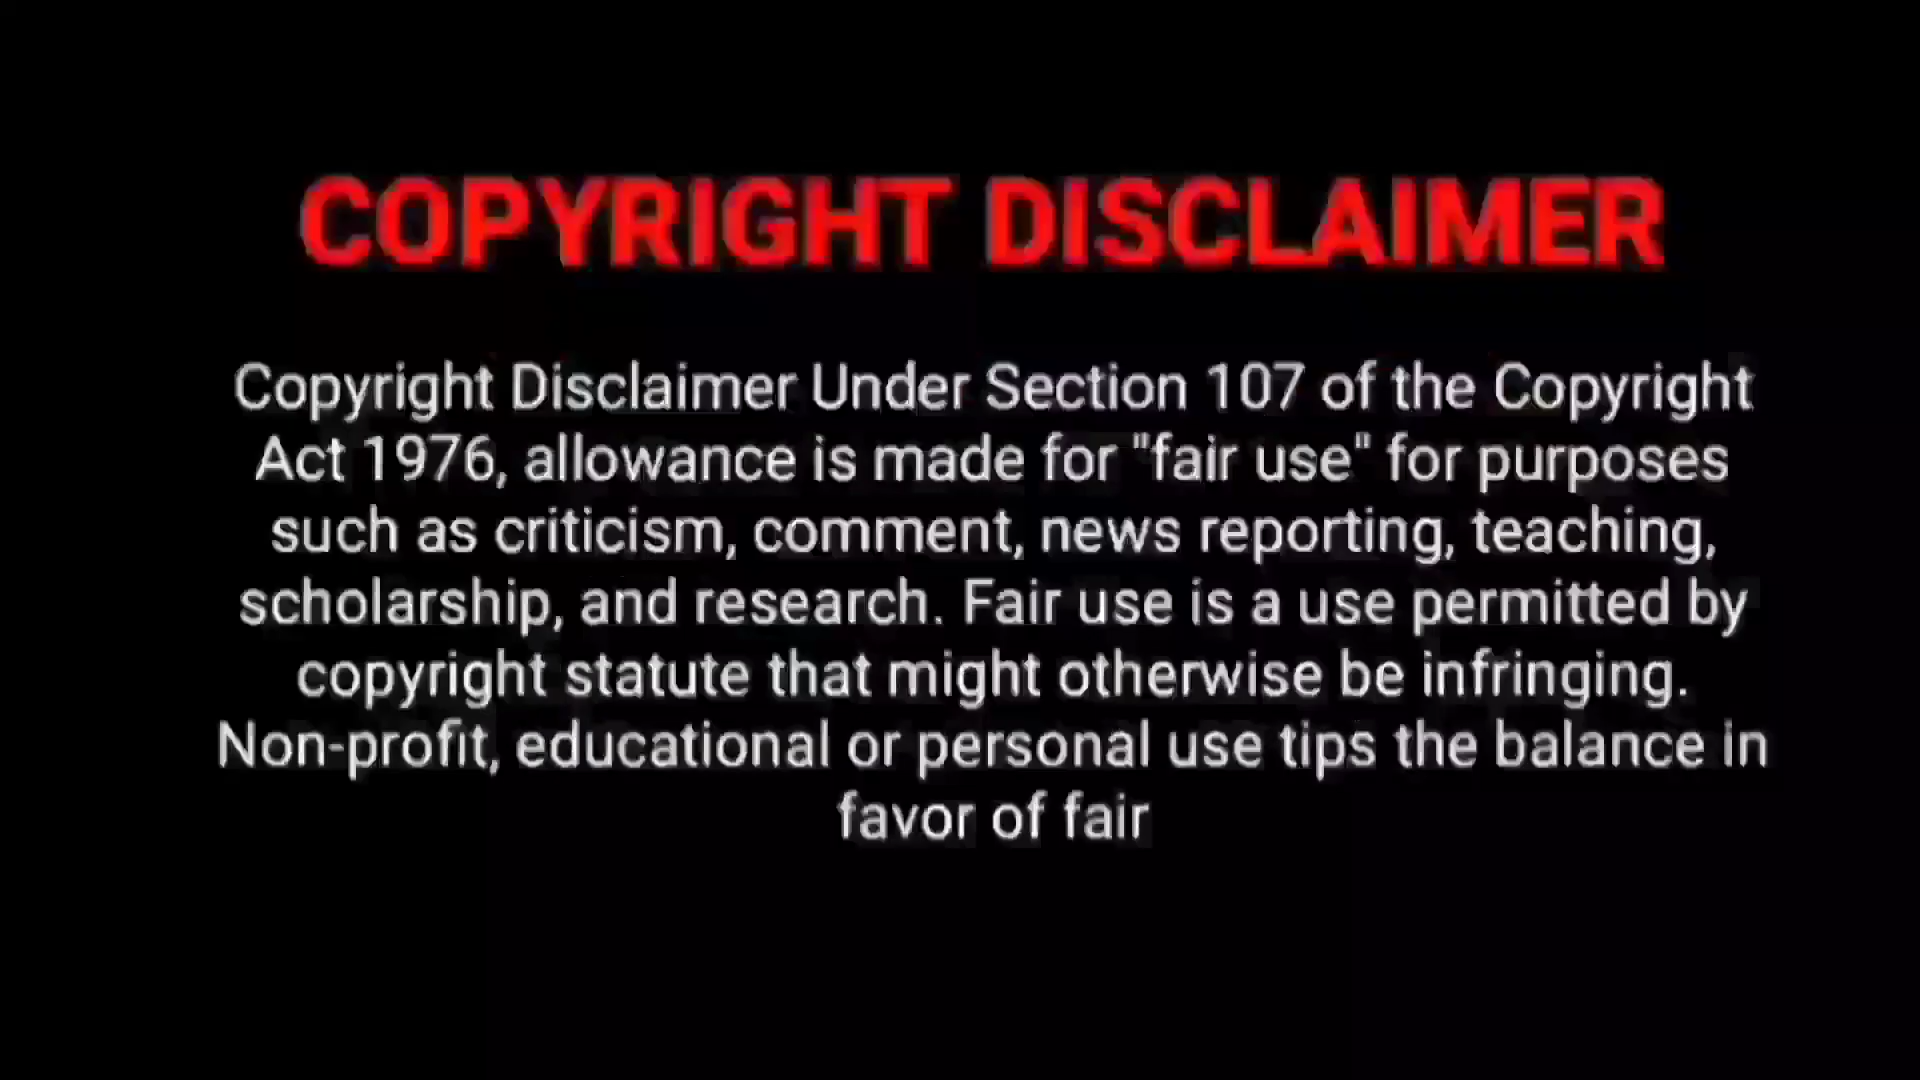 COPYRIGHT DISCLAIMER
Copyright Disclaimer Under Section 107 of the Copyright
Act 1976, allowance is made for "fair use" for purposes
such as criticism, comment, news reporting, teaching,
scholarship, and research. Fair use is a use permitted by
copyright statute that might otherwise be infringing.
Non-profit, educational or personal use tips the balance in
favor of fair